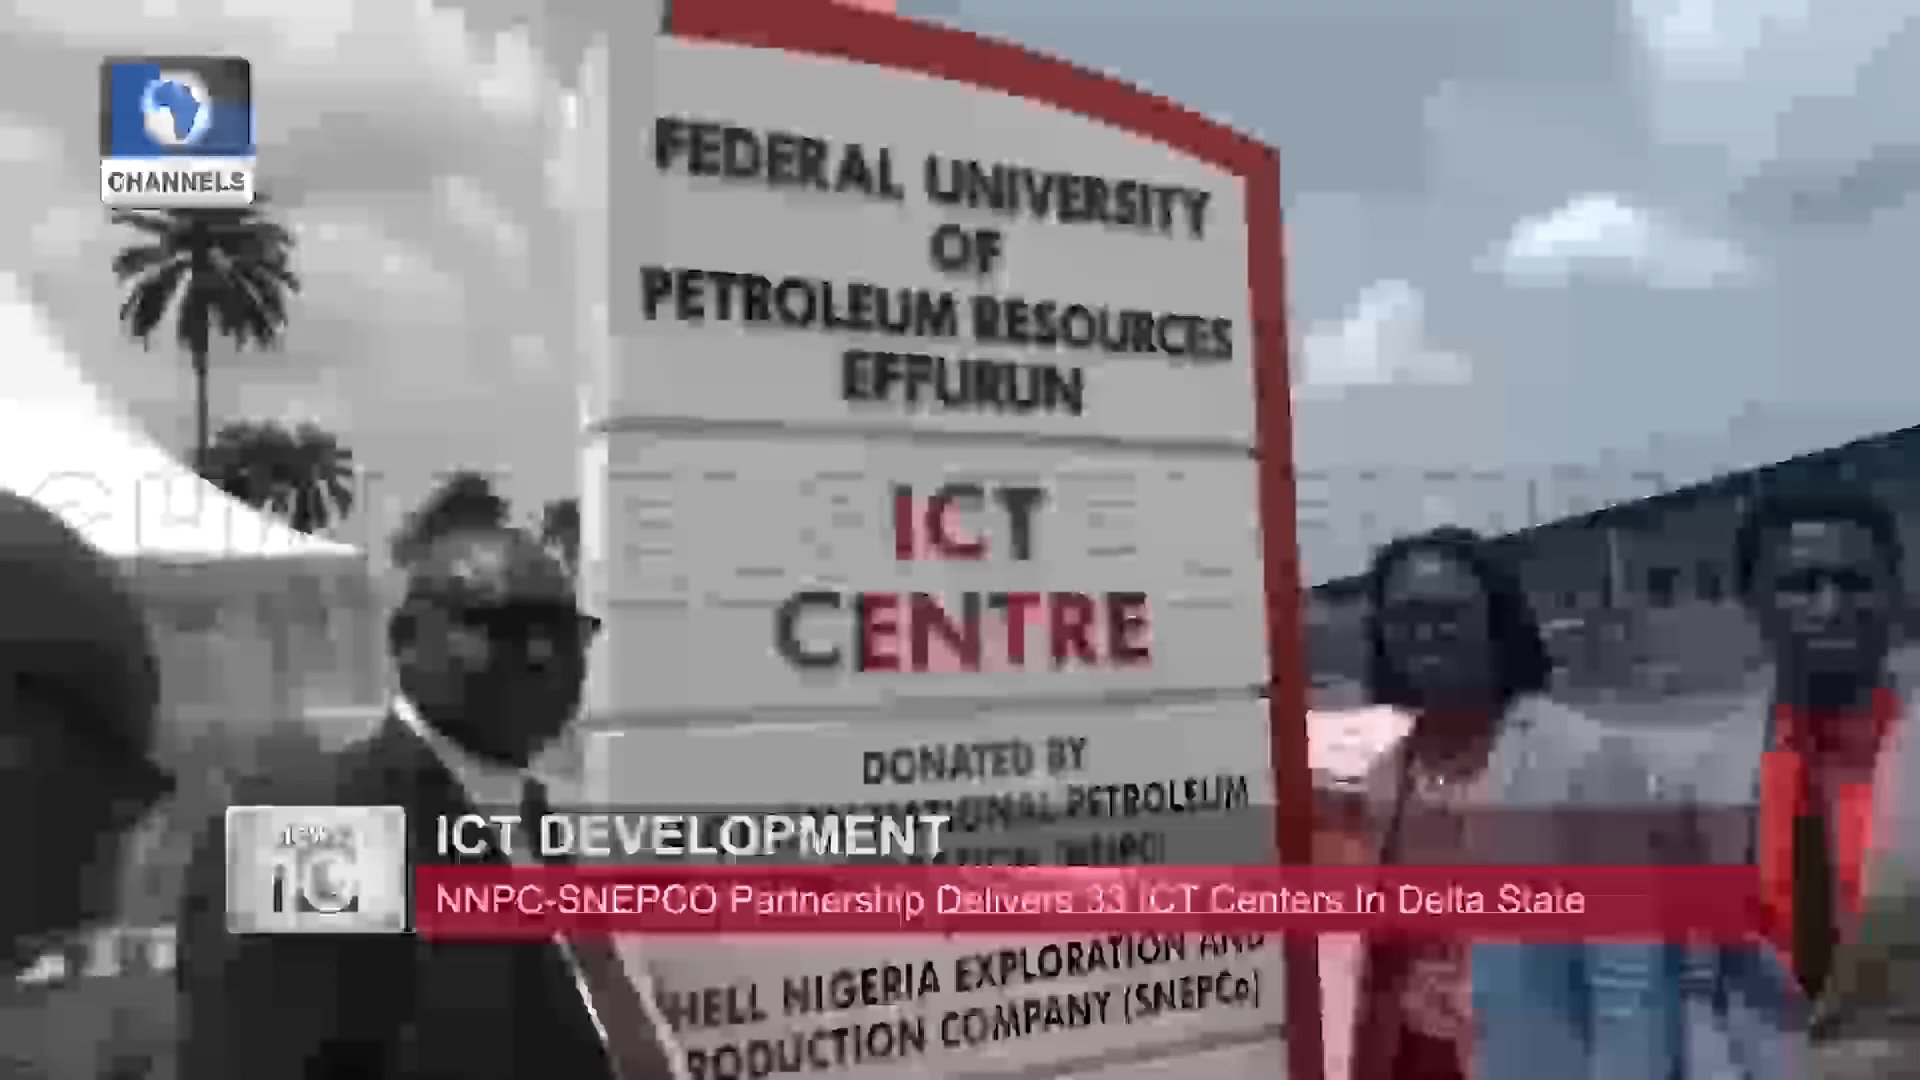 CHANNELS
FEDERAL UNIVERSITY
OF
PETROLEUM RESOURCES
EFFURUN
ICT
CENTRE
DONATED BY
PETROLEUM
ICT DEVELOPMENT
NNPC-SNEPCO Partnership Delivers 33 ICT Centers In Delta State
HELL NIGERIA EXPLORATION AND
RODUCTION COMPANY (SNEPCo)